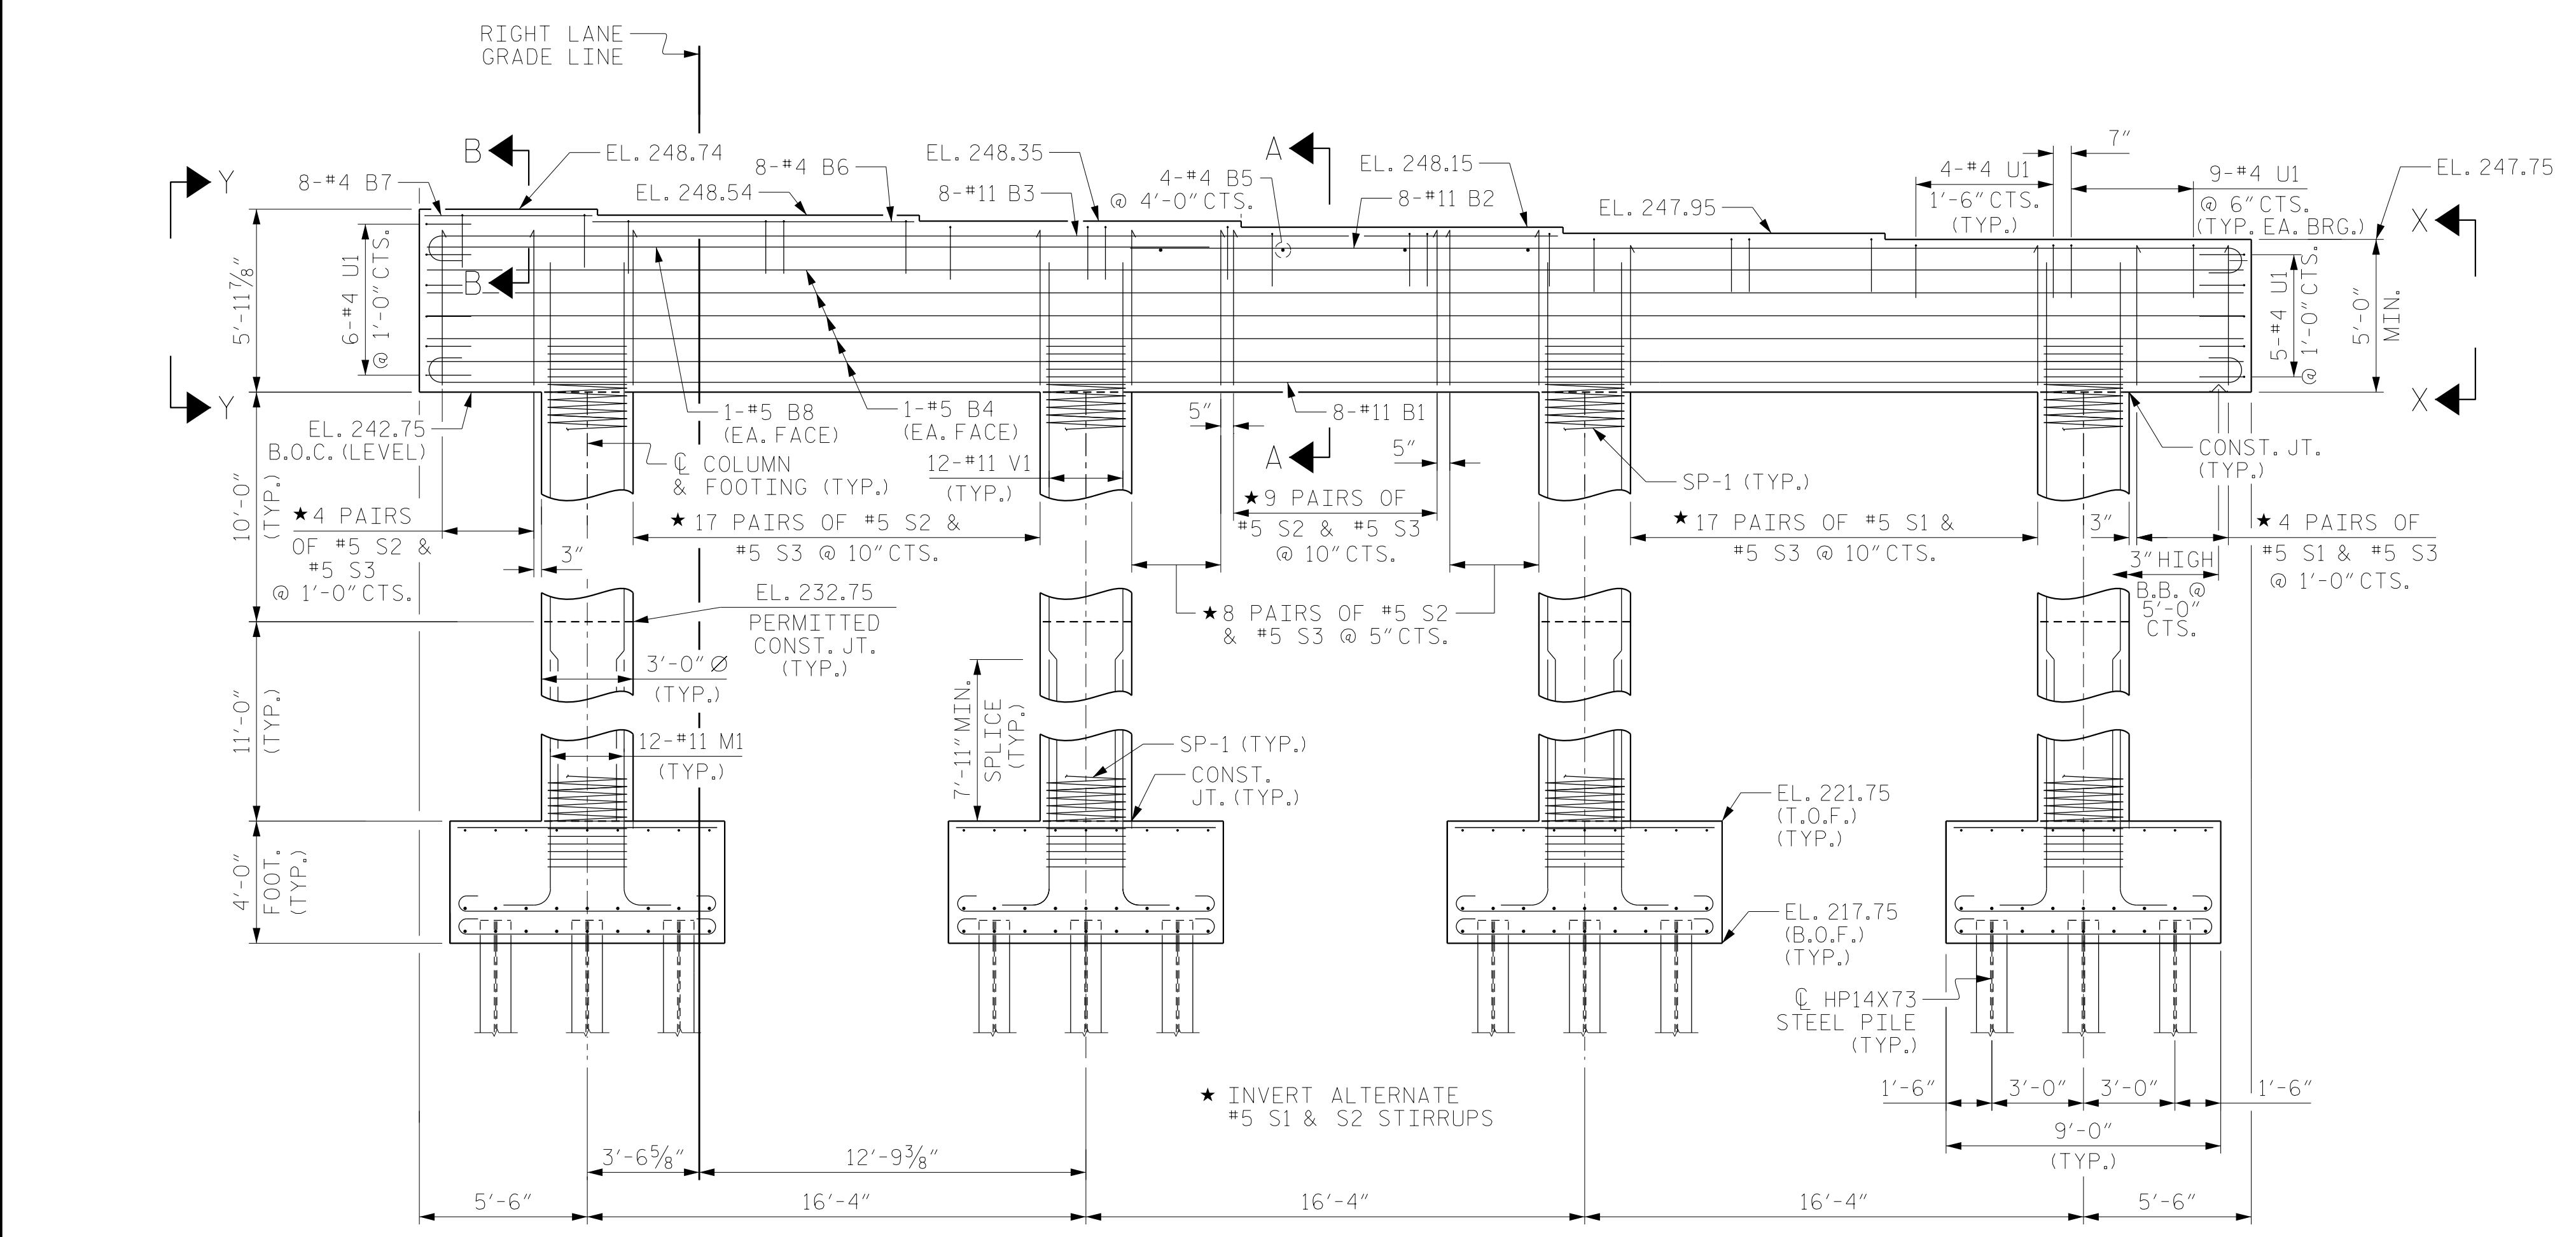 RIGHT LANE
GRADE LINE
B
EL. 248.74
8-#4 B6
EL. 248.35
A
4-#4 B5
@ 4'-0" CTS.
EL. 248.15
4-#4 U1
1'-6" CTS.
(TYP.)
7"
9-#4 U1
@ 6" CTS.
(TYP. EA. BRG.)
EL. 247.75
Y
8-#4 B7
EL. 248.54
8-#11 B3
8-#11 B2
EL. 247.95
X
5'-11 7/8"
6-#4 U1
@ 1'-0" CTS.
B
5-#4 U1
@ 1'-0" CTS.
5'-0"
MIN.
Y
X
EL. 242.75
B.O.C. (LEVEL)
1-#5 B8
(EA. FACE)
1-#5 B4
(EA. FACE)
5"
8-#11 B1
A
5"
CONST. JT.
(TYP.)
℄ COLUMN
& FOOTING (TYP.)
12-#11 V1
(TYP.)
SP-1 (TYP.)
10'-0"
(TYP.)
★ 4 PAIRS
OF #5 S2 &
#5 S3
@ 1'-0" CTS.
3"
★ 17 PAIRS OF #5 S2 &
#5 S3 @ 10" CTS.
★ 9 PAIRS OF
#5 S2 & #5 S3
@ 10" CTS.
★ 17 PAIRS OF #5 S1 &
#5 S3 @ 10" CTS.
3"
★ 4 PAIRS OF
#5 S1 & #5 S3
@ 1'-0" CTS.
3" HIGH
B.B. @
5'-0"
CTS.
EL. 232.75
PERMITTED
CONST. JT.
(TYP.)
★ 8 PAIRS OF #5 S2
& #5 S3 @ 5" CTS.
3'-0" Ø
(TYP.)
11'-0"
(TYP.)
7'-11" MIN.
SPLICE
(TYP.)
12-#11 M1
(TYP.)
SP-1 (TYP.)
CONST.
JT. (TYP.)
EL. 221.75
(T.O.F.)
(TYP.)
4'-0"
FOOT.
(TYP.)
EL. 217.75
(B.O.F.)
(TYP.)
℄ HP14X73
STEEL PILE
(TYP.)
★ INVERT ALTERNATE
#5 S1 & S2 STIRRUPS
1'-6"
3'-0"
3'-0"
1'-6"
9'-0"
(TYP.)
3'-6 5/8"
12'-9 3/8"
5'-6"
16'-4"
16'-4"
16'-4"
5'-6"